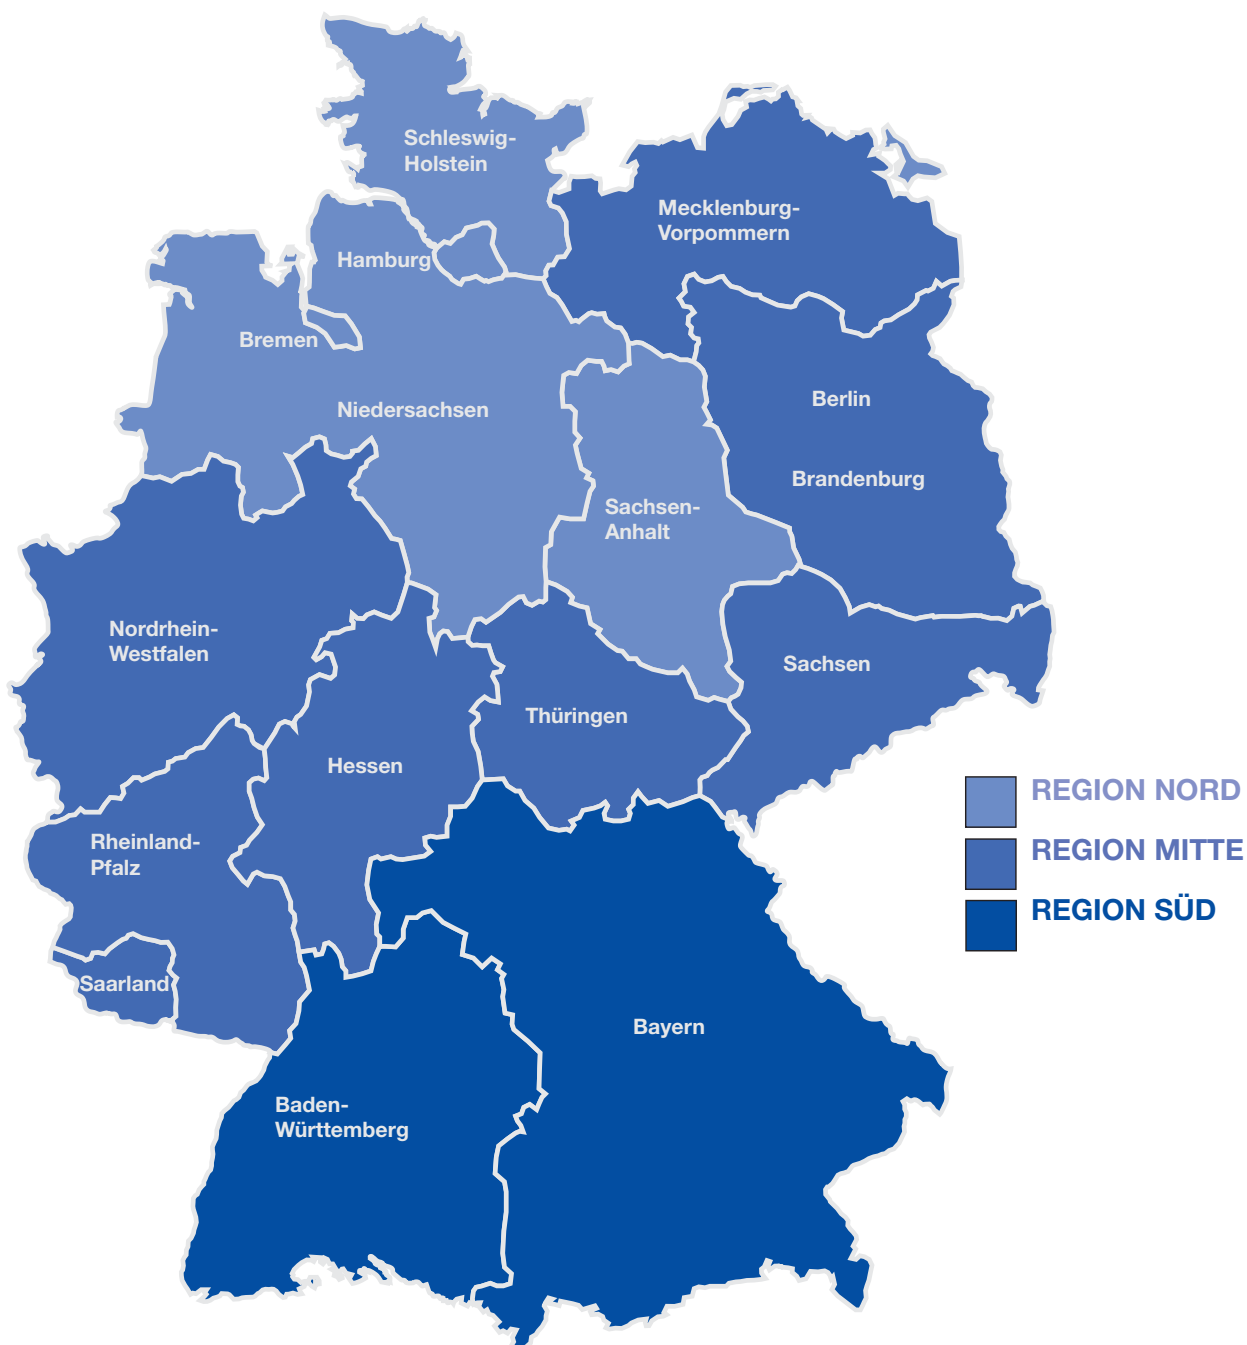 Schleswig-
Holstein
Mecklenburg-
Vorpommern
Hamburg
Bremen
Niedersachsen
Berlin
Brandenburg
Sachsen-
Anhalt
Nordrhein-
Westfalen
Sachsen
Thüringen
Hessen
Rheinland-
Pfalz
Saarland
Bayern
Baden-
Württemberg
REGION NORD
REGION MITTE
REGION SÜD